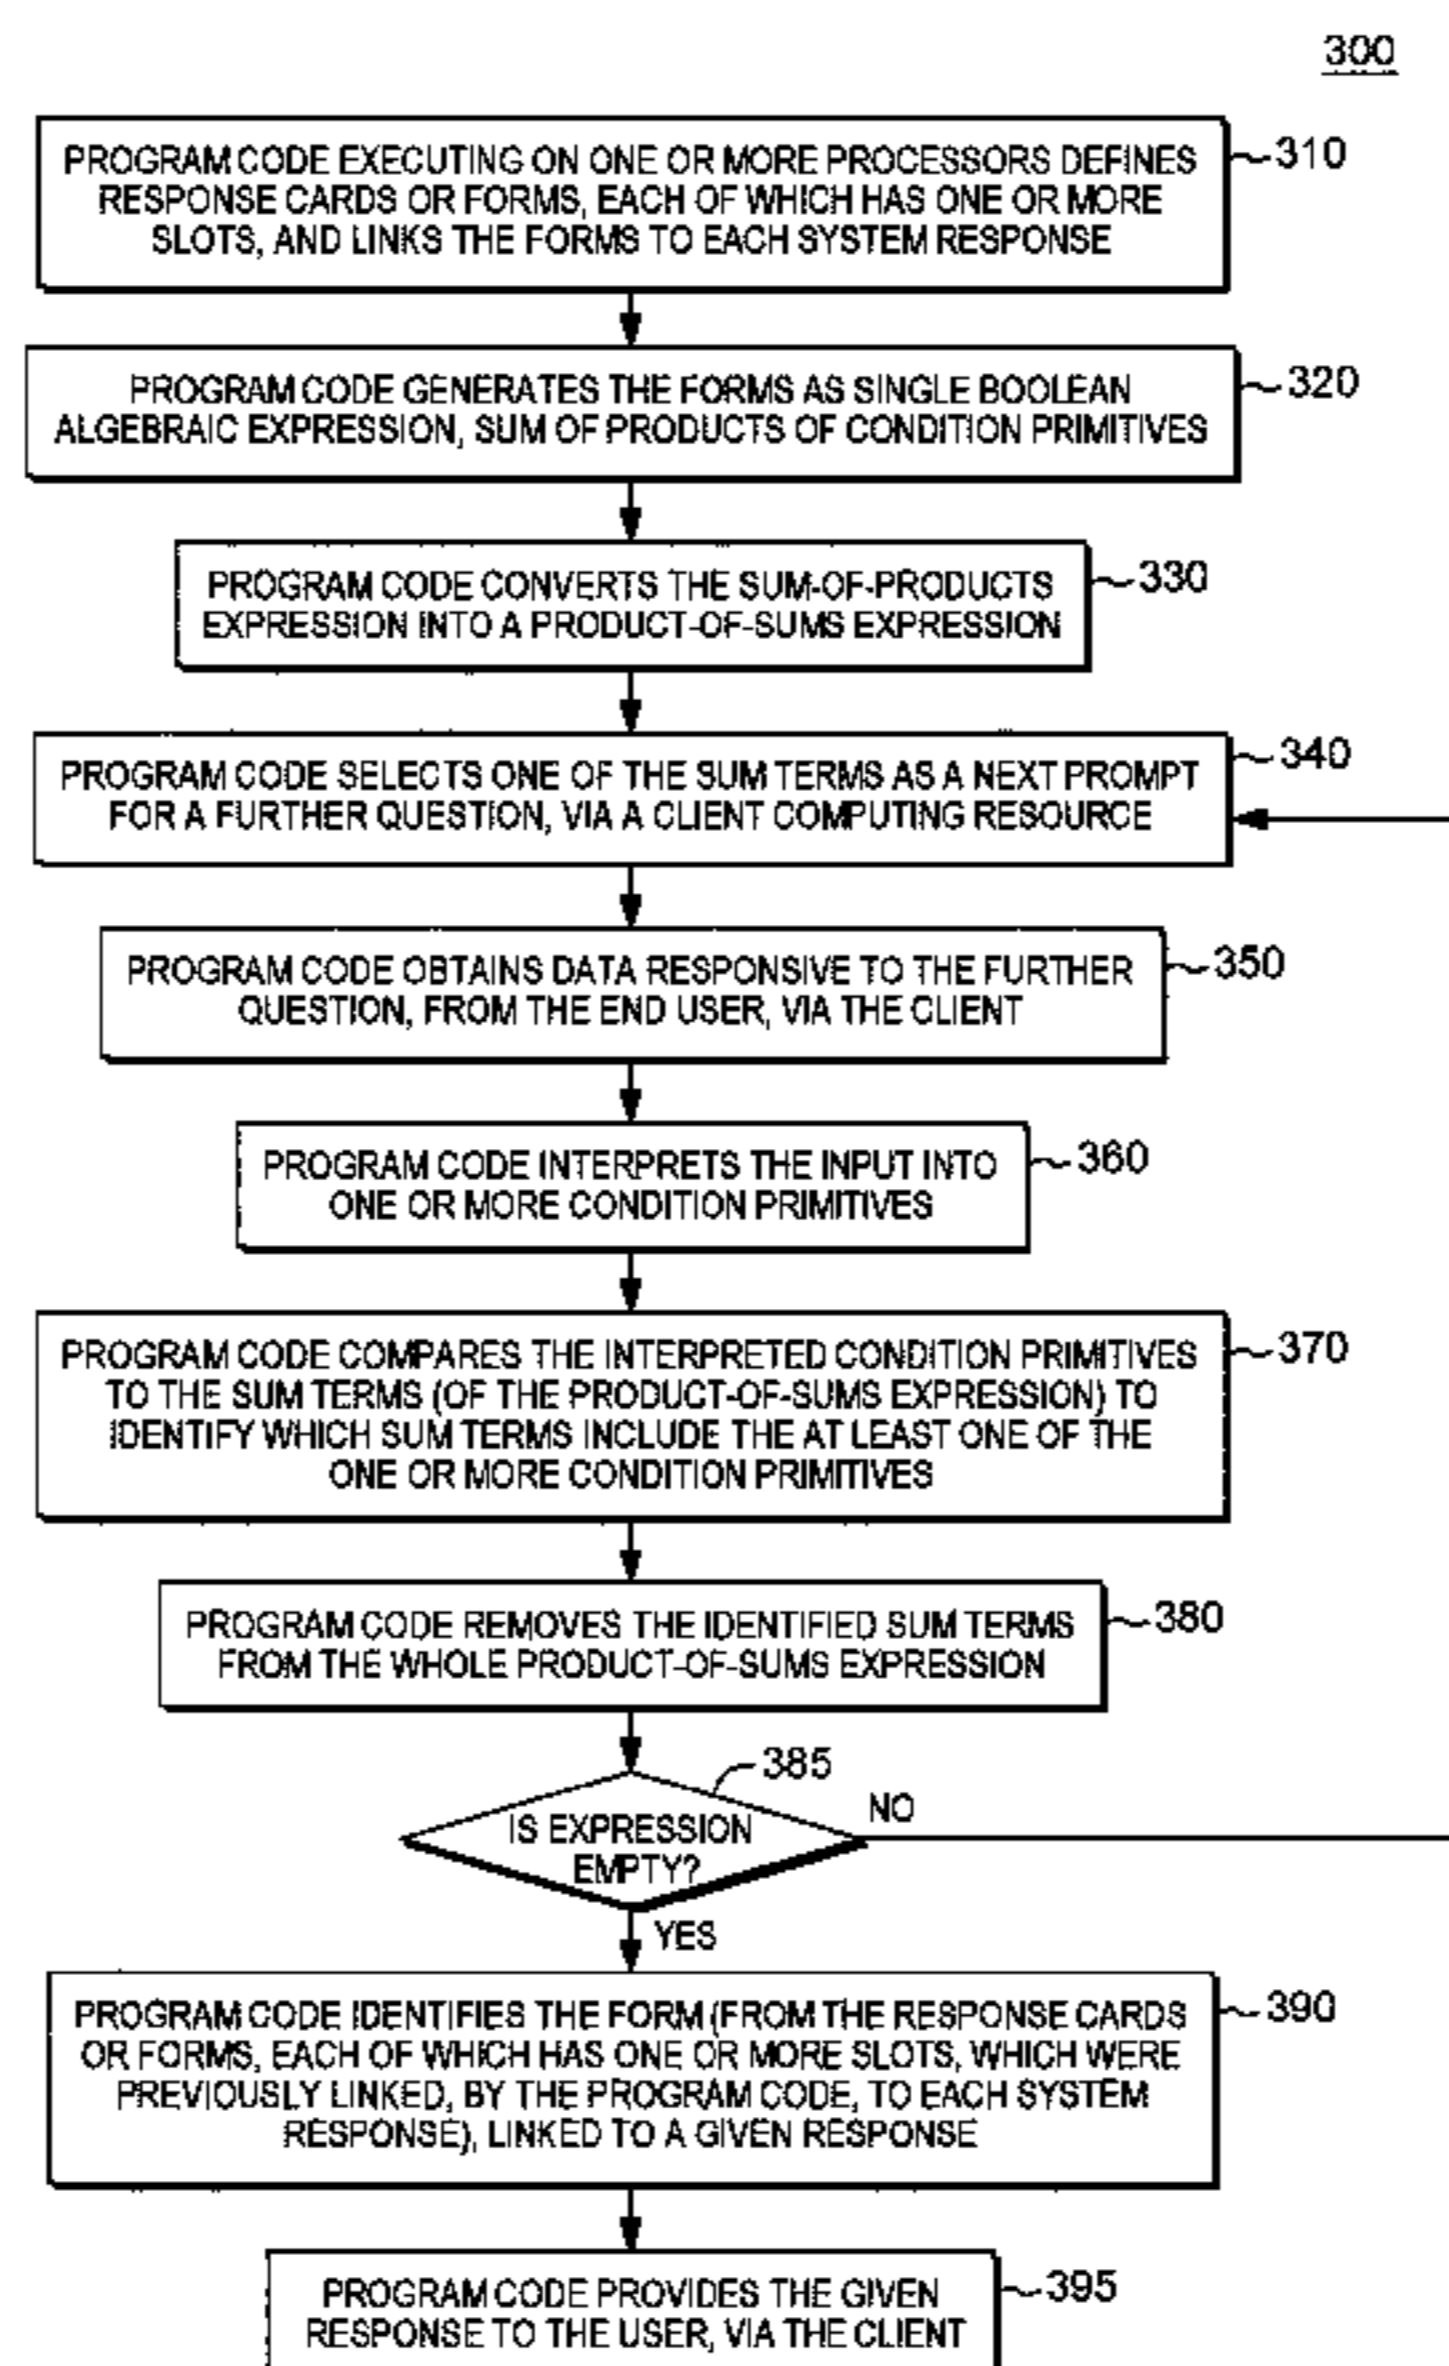 300
PROGRAM CODE EXECUTING ON ONE OR MORE PROCESSORS DEFINES
RESPONSE CARDS OR FORMS, EACH OF WHICH HAS ONE OR MORE
SLOTS, AND LINKS THE FORMS TO EACH SYSTEM RESPONSE
310
PROGRAM CODE GENERATES THE FORMS AS SINGLE BOOLEAN
ALGEBRAIC EXPRESSION, SUM OF PRODUCTS OF CONDITION PRIMITIVES
320
PROGRAM CODE CONVERTS THE SUM-OF-PRODUCTS
EXPRESSION INTO A PRODUCT-OF-SUMS EXPRESSION
330
PROGRAM CODE SELECTS ONE OF THE SUM TERMS AS A NEXT PROMPT
FOR A FURTHER QUESTION, VIA A CLIENT COMPUTING RESOURCE
340
PROGRAM CODE OBTAINS DATA RESPONSIVE TO THE FURTHER
QUESTION, FROM THE END USER, VIA THE CLIENT
350
PROGRAM CODE INTERPRETS THE INPUT INTO
ONE OR MORE CONDITION PRIMITIVES
360
PROGRAM CODE COMPARES THE INTERPRETED CONDITION PRIMITIVES
TO THE SUM TERMS (OF THE PRODUCT-OF-SUMS EXPRESSION) TO
IDENTIFY WHICH SUM TERMS INCLUDE THE AT LEAST ONE OF THE
ONE OR MORE CONDITION PRIMITIVES
370
PROGRAM CODE REMOVES THE IDENTIFIED SUM TERMS
FROM THE WHOLE PRODUCT-OF-SUMS EXPRESSION
380
385
IS EXPRESSION
EMPTY?
NO
YES
PROGRAM CODE IDENTIFIES THE FORM (FROM THE RESPONSE CARDS
OR FORMS, EACH OF WHICH HAS ONE OR MORE SLOTS, WHICH WERE
PREVIOUSLY LINKED, BY THE PROGRAM CODE, TO EACH SYSTEM
RESPONSE), LINKED TO A GIVEN RESPONSE
390
PROGRAM CODE PROVIDES THE GIVEN
RESPONSE TO THE USER, VIA THE CLIENT
395